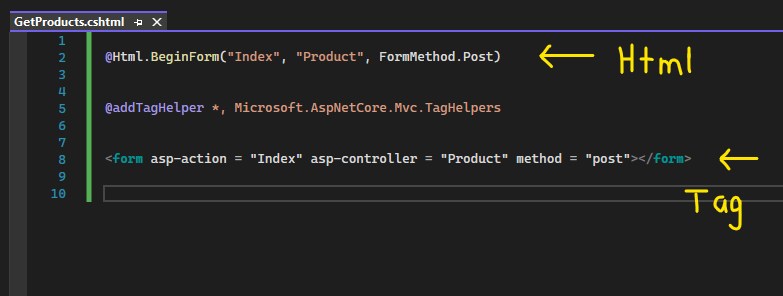 GetProducts.cshtml
1
2 @Html.BeginForm("Index", "Product", FormMethod.Post) Html
3
4
5 @addTagHelper *, Microsoft.AspNetCore.Mvc.TagHelpers
6
7
8 <form asp-action = "Index" asp-controller = "Product" method = "post"></form>
9
Tag
10